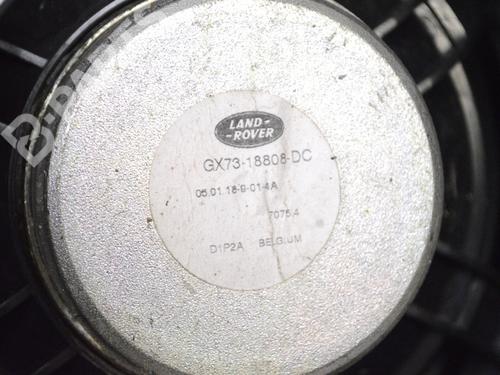 LAND-
-ROVER
GX73-18808-DC
05.01.18-9-01-4A
7075.4
D1P2A BELGIUM